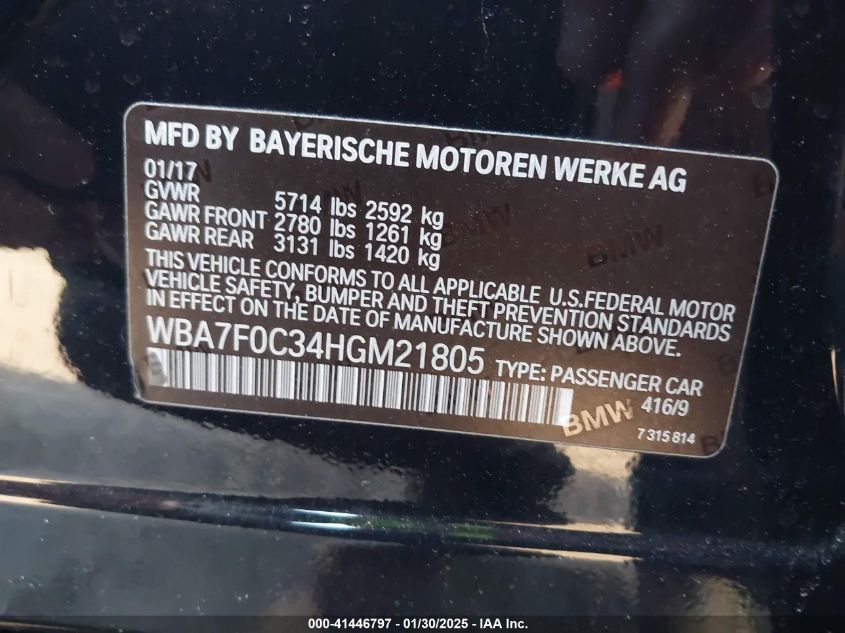 MFD BY BAYERISCHE MOTOREN WERKE AG
01/17
GVWR 5714 lbs 2592 kg
GAWR FRONT 2780 lbs 1261 kg
GAWR REAR 3131 lbs 1420 kg
THIS VEHICLE CONFORMS TO ALL APPLICABLE U.S.FEDERAL MOTOR
VEHICLE SAFETY, BUMPER AND THEFT PREVENTION STANDARDS
IN EFFECT ON THE DATE OF MANUFACTURE SHOWN ABOVE.
WBA7F0C34HGM21805 TYPE: PASSENGER CAR
BMW 416/9
7 315 814
BMW
BMW
000-41446797 - 01/30/2025 - IAA Inc.